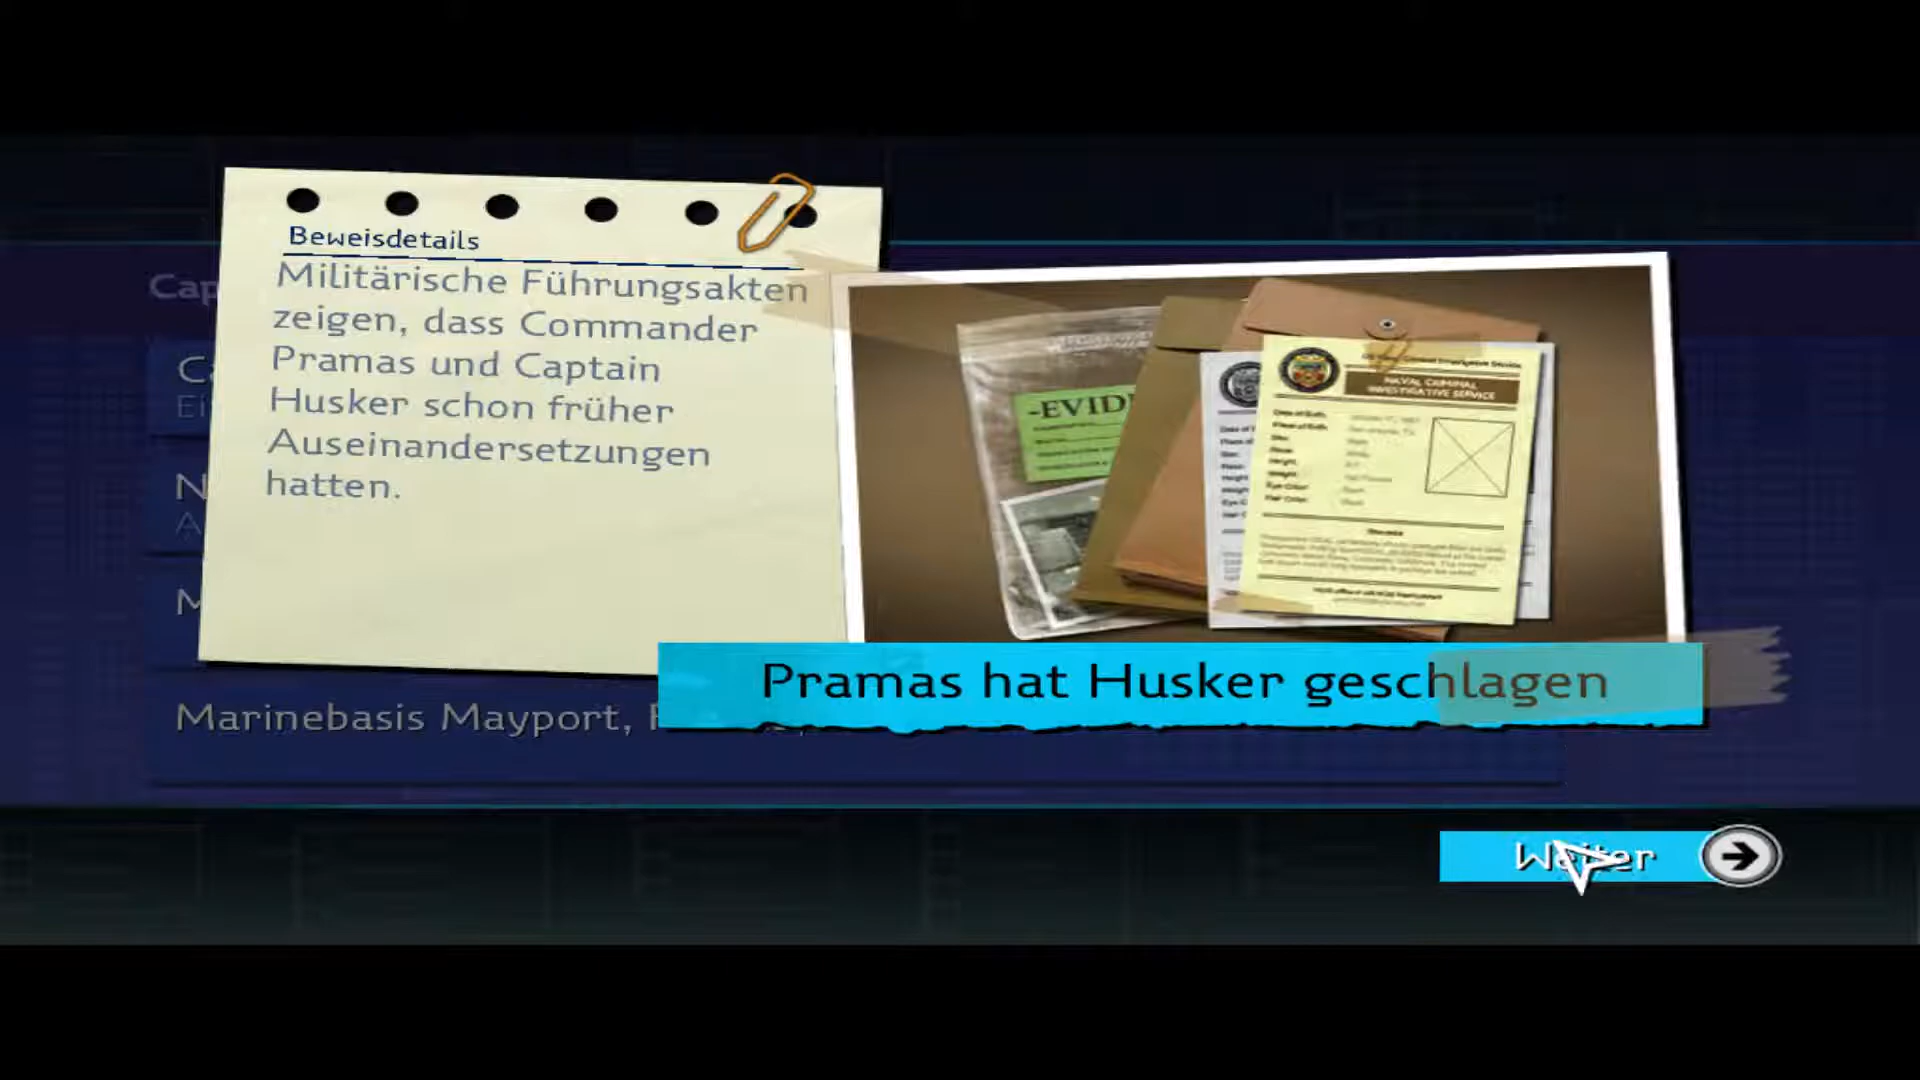 Beweisdetails
Militärische Führungsakten
zeigen, dass Commander
Pramas und Captain
Husker schon früher
Auseinandersetzungen
hatten.
Cap
-EVID
NAVAL CRIMINAL
INVESTIGATIVE SERVICE
Pramas hat Husker geschlagen
Marinebasis Mayport,
Weiter